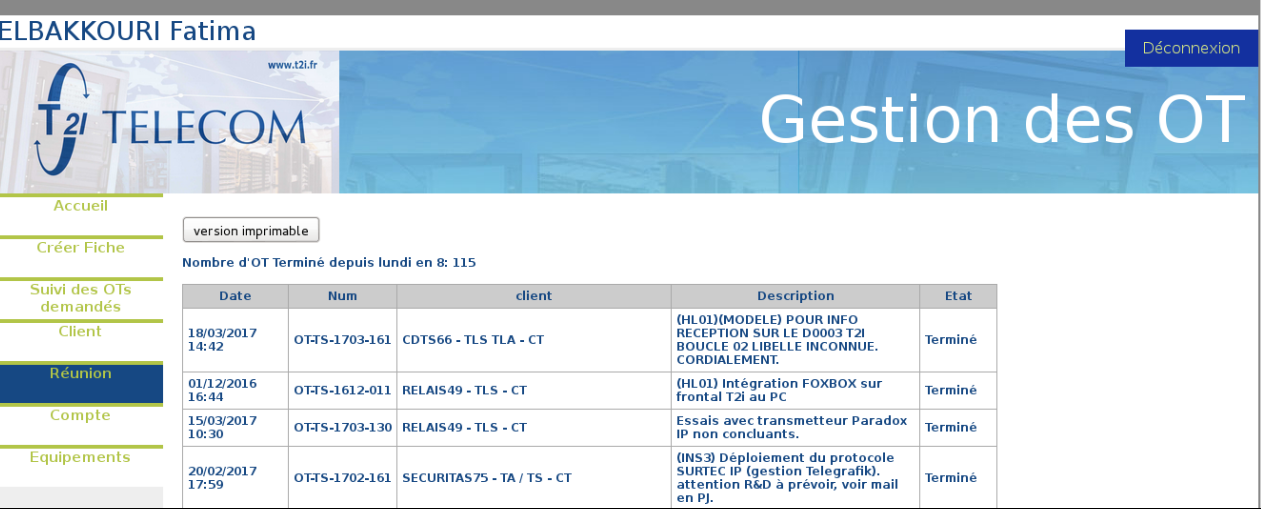 ELBAKKOURI Fatima
Déconnexion
www.t2i.fr
T2I TELECOM
Gestion des OT
Accueil
Créer Fiche
Suivi des OTs
demandés
Client
Réunion
Compte
Equipements
version imprimable
Nombre d'OT Terminé depuis lundi en 8: 115
Date Num client Description Etat
18/03/2017
14:42
OT-TS-1703-161
CDTS66 - TLS TLA - CT
(HL01)(MODELE) POUR INFO
RECEPTION SUR LE D0003 T2I
BOUCLE 02 LIBELLE INCONNUE.
CORDIALEMENT.
Terminé
01/12/2016
16:44
OT-TS-1612-011
RELAIS49 - TLS - CT
(HL01) Intégration FOXBOX sur
frontal T2i au PC
Terminé
15/03/2017
10:30
OT-TS-1703-130
RELAIS49 - TLS - CT
Essais avec transmetteur Paradox
IP non concluants.
Terminé
20/02/2017
17:59
OT-TS-1702-161
SECURITAS75 - TA / TS - CT
(INS3) Déploiement du protocole
SURTEC IP (gestion Telegrafik).
attention R&D à prévoir, voir mail
en PJ.
Terminé